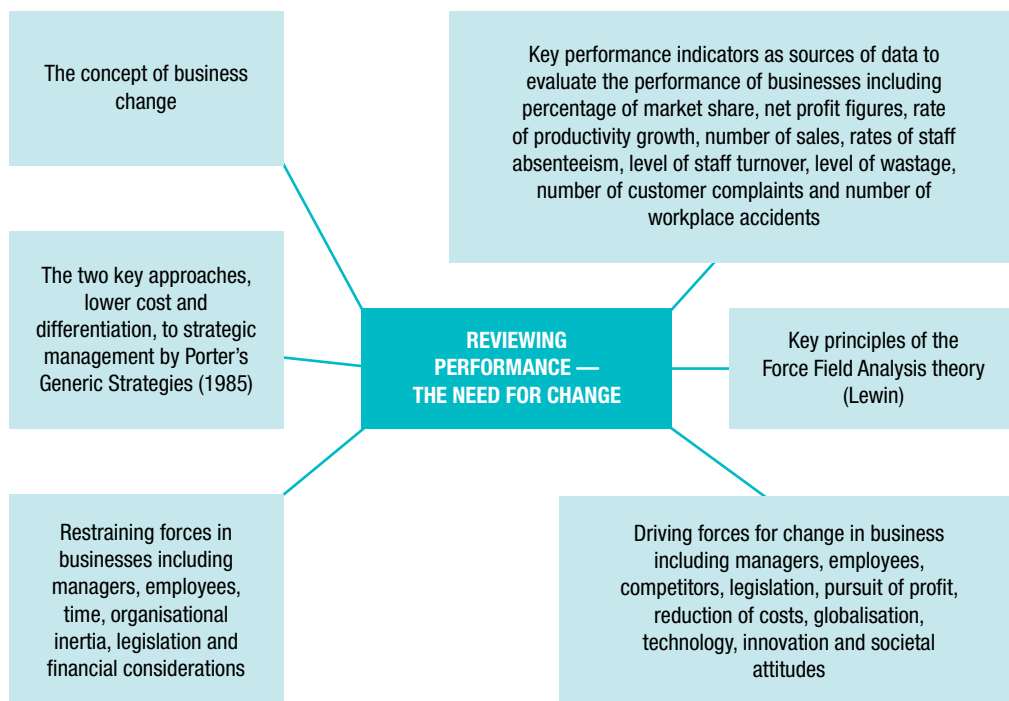 The concept of business
change
Key performance indicators as sources of data to
evaluate the performance of businesses including
percentage of market share, net profit figures, rate
of productivity growth, number of sales, rates of staff
absenteeism, level of staff turnover, level of wastage,
number of customer complaints and number of
workplace accidents
The two key approaches,
lower cost and
differentiation, to strategic
management by Porter's
Generic Strategies (1985)
REVIEWING
PERFORMANCE —
THE NEED FOR CHANGE
Key principles of the
Force Field Analysis theory
(Lewin)
Restraining forces in
businesses including
managers, employees,
time, organisational
inertia, legislation and
financial considerations
Driving forces for change in business
including managers, employees,
competitors, legislation, pursuit of profit,
reduction of costs, globalisation,
technology, innovation and societal
attitudes